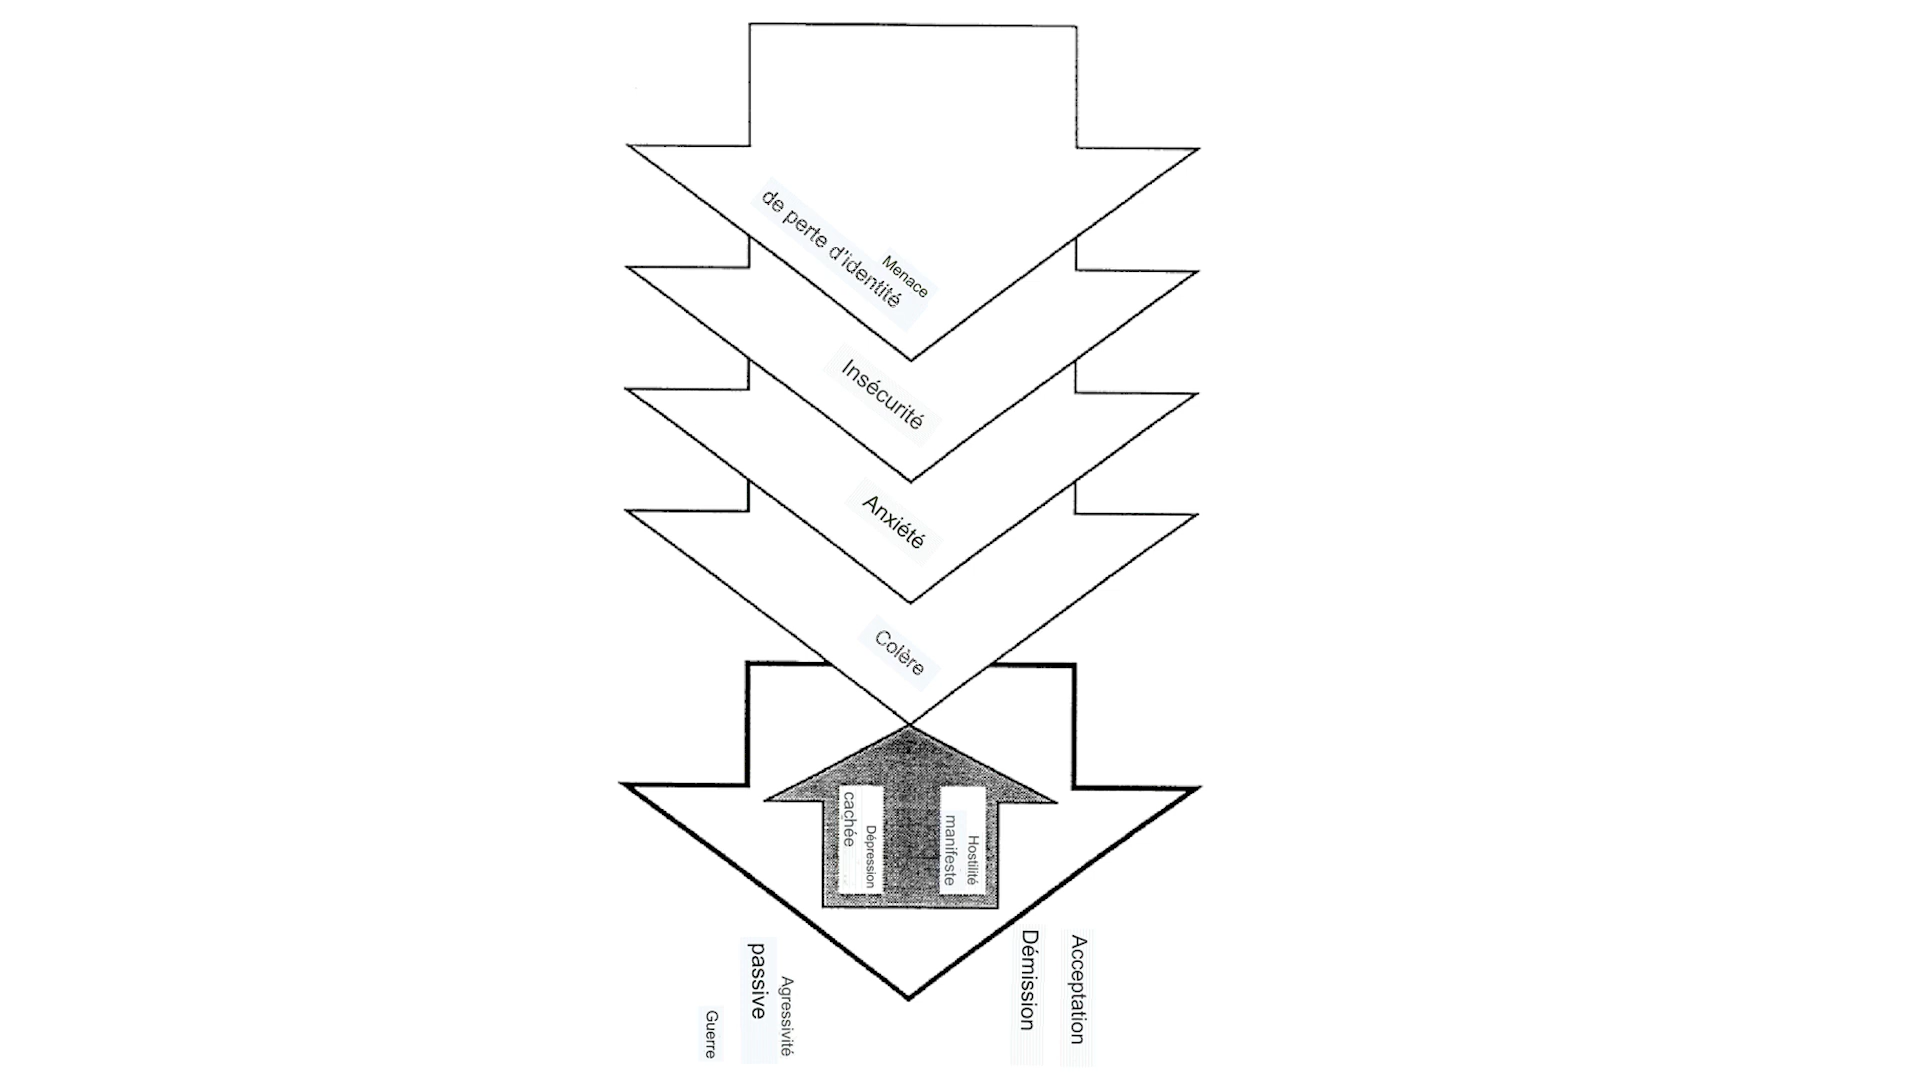 Menace
de perte d'identité
Insécurité
Anxiété
Colère
Hostilité
manifeste
Dépression
cachée
Acceptation
Démission
Agressivité
passive
Guerre